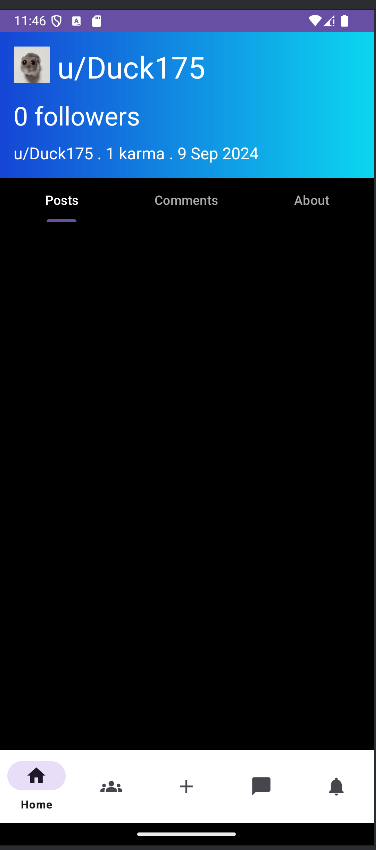 11:46
u/Duck175
0 followers
u/Duck175 . 1 karma . 9 Sep 2024
Posts Comments About
Home